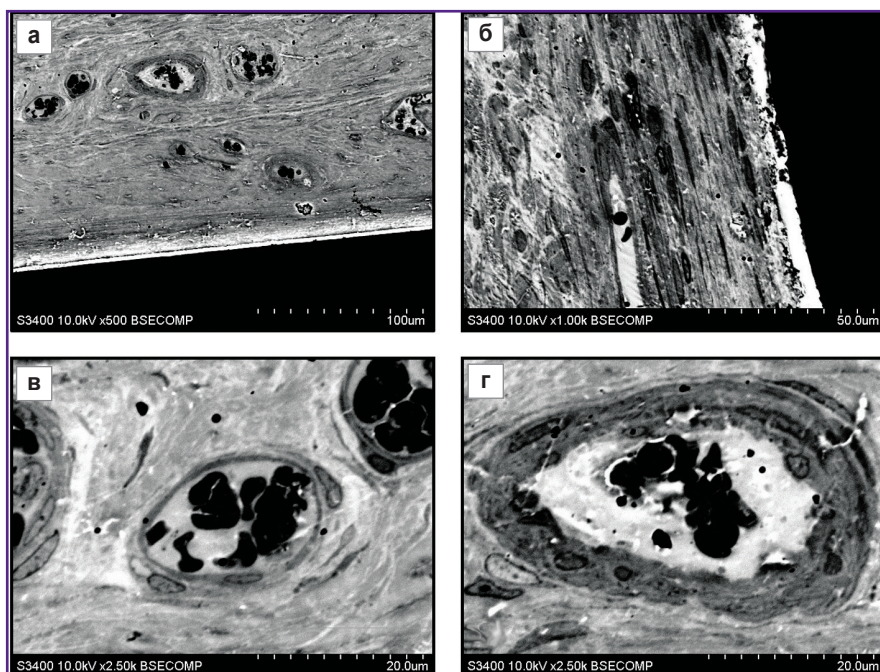 а
S3400 10.0kV x500 BSECOMP 100um
б
S3400 10.0kV x1.00k BSECOMP 50.0um
в
S3400 10.0kV x2.50k BSECOMP 20.0um
г
S3400 10.0kV x2.50k BSECOMP 20.0um